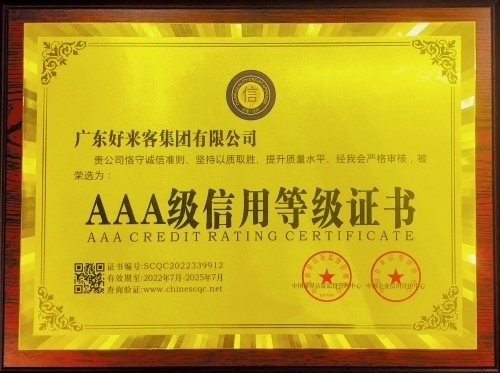 信
广东好来客集团有限公司
贵公司恪守诚信准则、坚持以质取胜，提升质量水平、经我会严格审核，被
荣选为：
AAA级信用等级证书
AAA CREDIT RATING CERTIFICATE
证书编号:SCQC2022339912
有效期至:2022年7月-2025年7月
查询验证:www.chinescqc.net